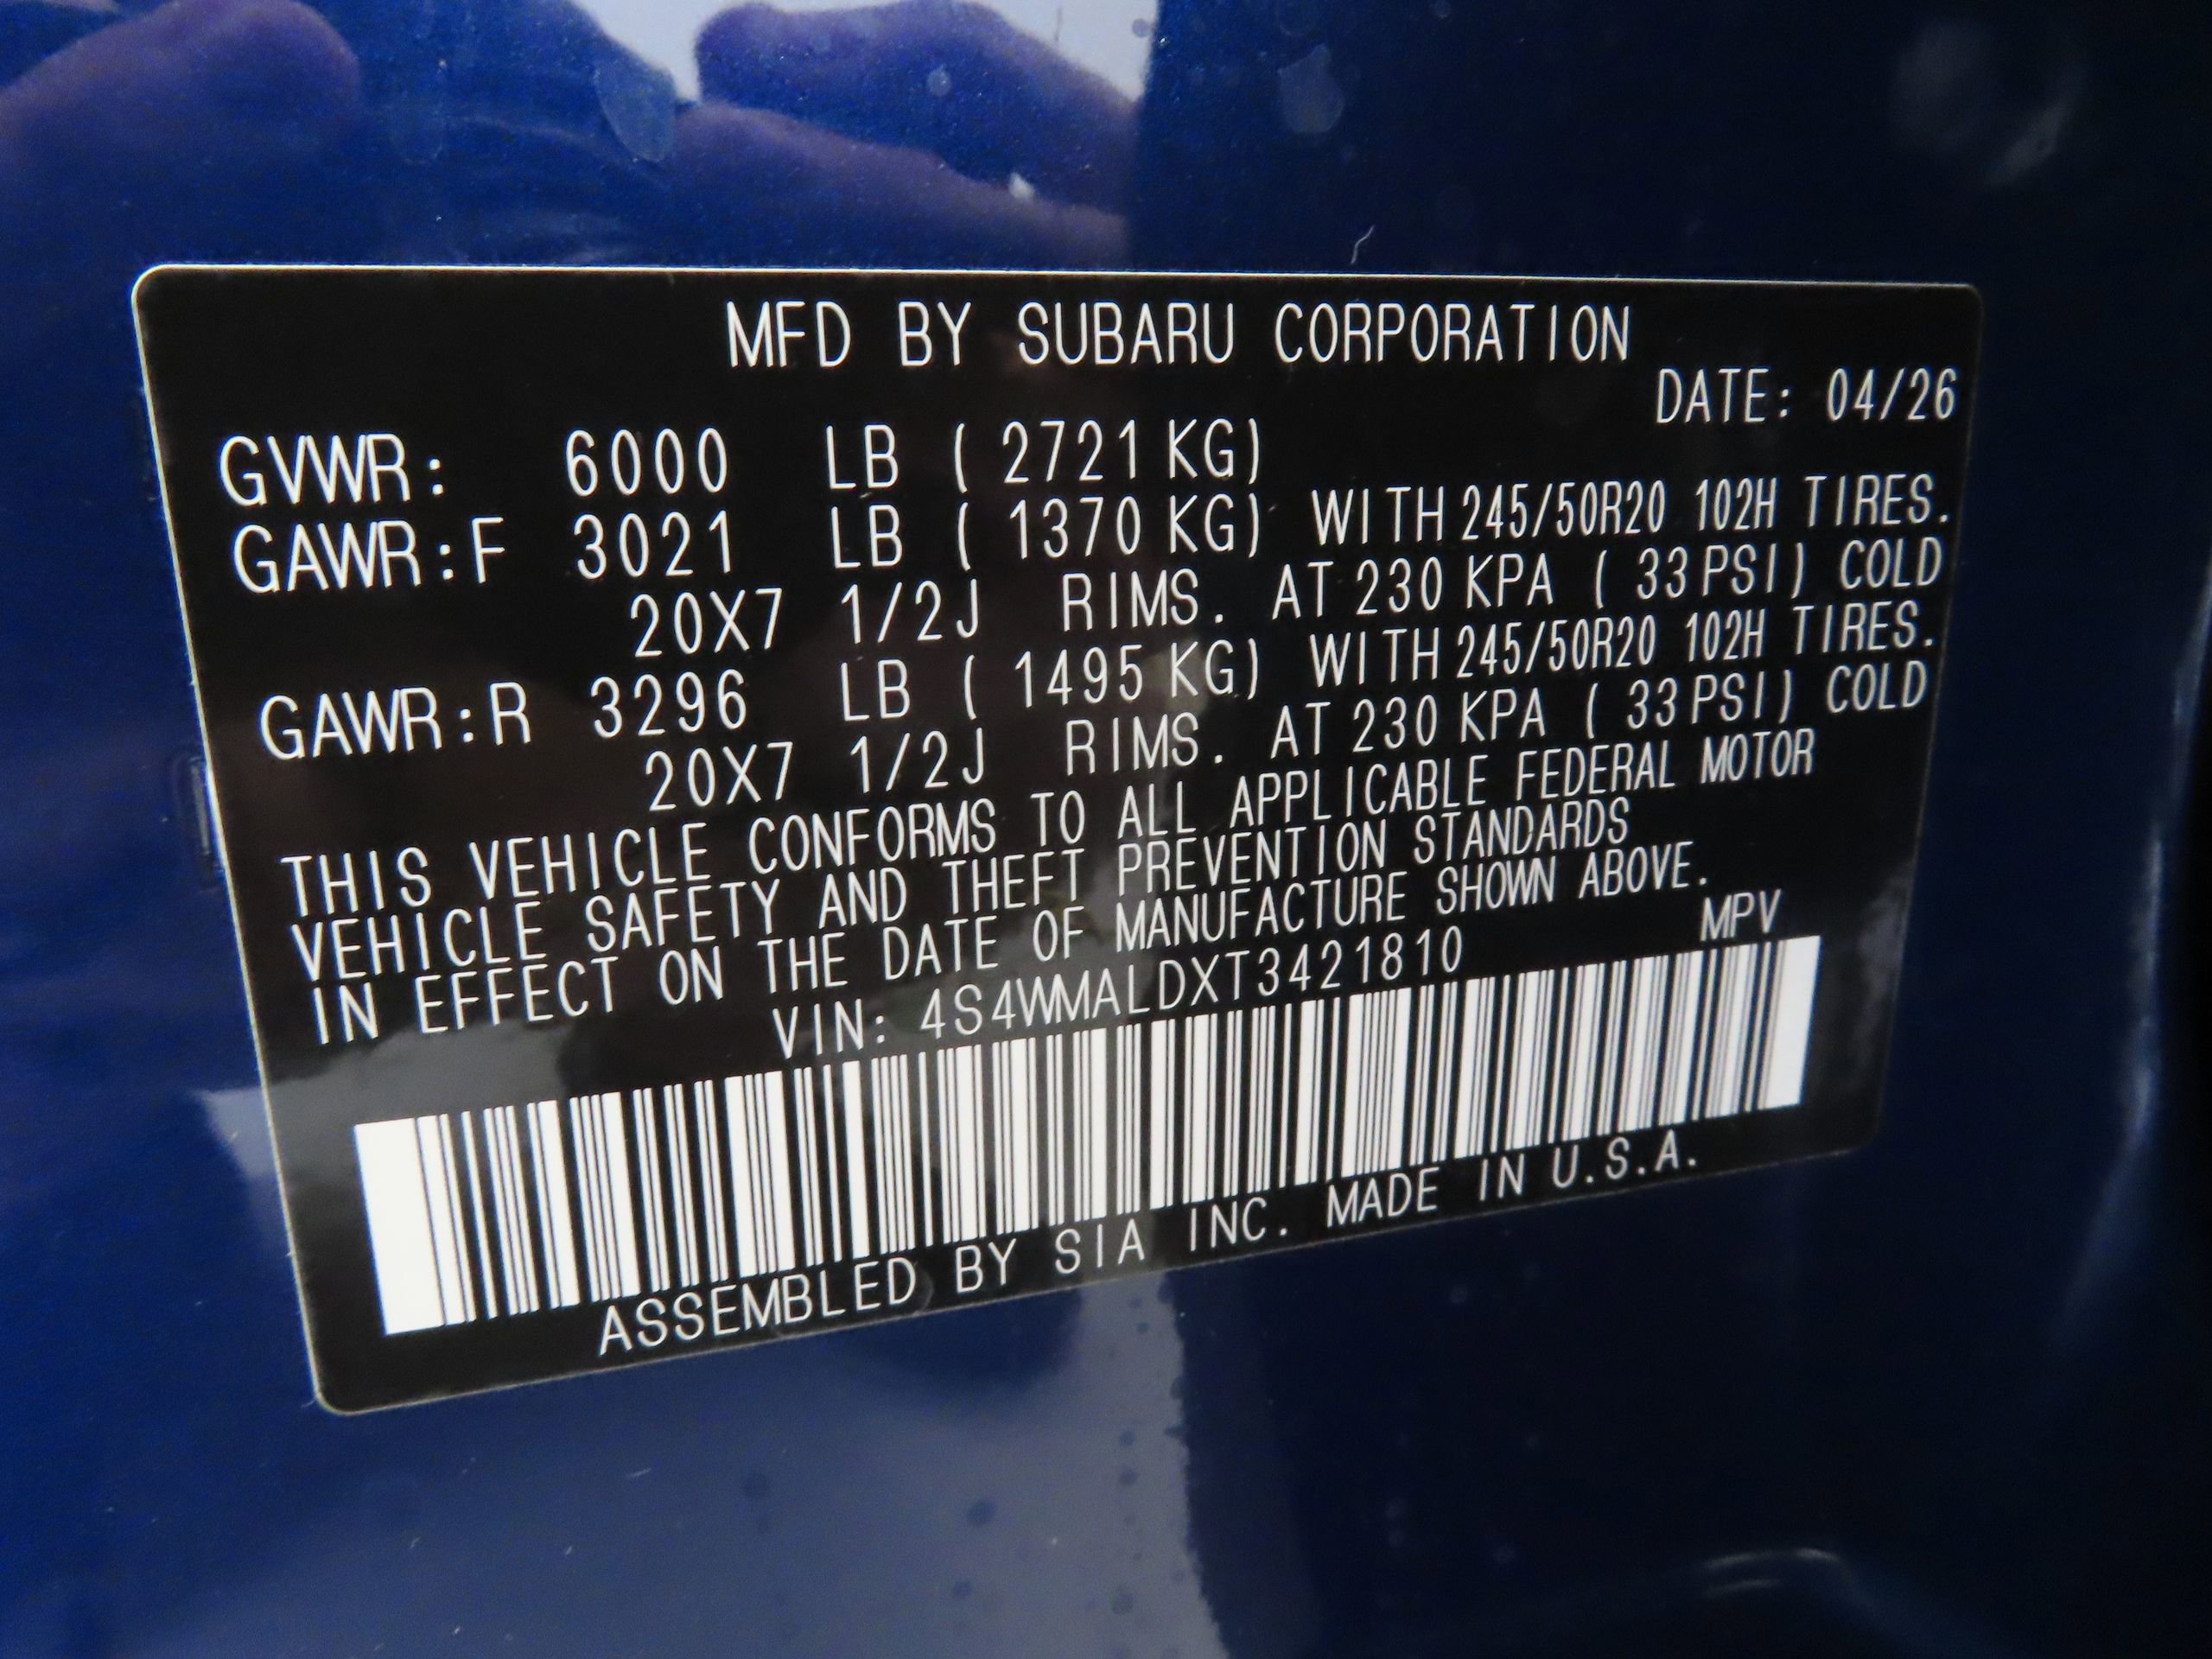 MFD BY SUBARU CORPORATION
DATE: 04/26
GVWR: 6000 LB ( 2721 KG)
GAWR:F 3021 LB ( 1370 KG) WITH 245/50R20 102H TIRES.
20X7 1/2J RIMS. AT 230 KPA ( 33 PSI) COLD
GAWR:R 3296 LB ( 1495 KG) WITH 245/50R20 102H TIRES.
20X7 1/2J RIMS. AT 230 KPA ( 33 PSI) COLD
THIS VEHICLE CONFORMS TO ALL APPLICABLE FEDERAL MOTOR
VEHICLE SAFETY AND THEFT PREVENTION STANDARDS
IN EFFECT ON THE DATE OF MANUFACTURE SHOWN ABOVE.
VIN: 4S4WMALDXT3421810 MPV
ASSEMBLED BY SIA INC. MADE IN U.S.A.